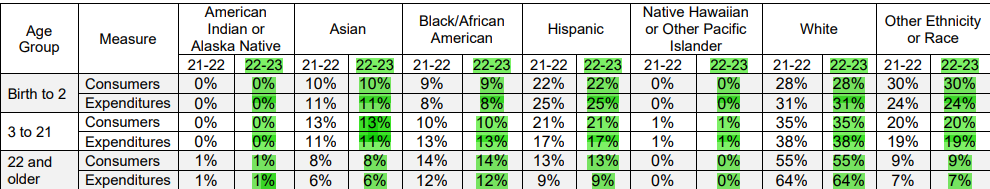 Age Group Measure American Indian or Alaska Native Asian Black/African American Hispanic Native Hawaiian or Other Pacific Islander White Other Ethnicity or Race
21-22 22-23 21-22 22-23 21-22 22-23 21-22 22-23 21-22 22-23 21-22 22-23 21-22 22-23
Birth to 2 Consumers 0% 0% 10% 10% 9% 9% 22% 22% 0% 0% 28% 28% 30% 30%
Expenditures 0% 0% 11% 11% 8% 8% 25% 25% 0% 0% 31% 31% 24% 24%
3 to 21 Consumers 0% 0% 13% 13% 10% 10% 21% 21% 1% 1% 35% 35% 20% 20%
Expenditures 0% 0% 11% 11% 13% 13% 17% 17% 1% 1% 38% 38% 19% 19%
22 and older Consumers 1% 1% 8% 8% 14% 14% 13% 13% 0% 0% 55% 55% 9% 9%
Expenditures 1% 1% 6% 6% 12% 12% 9% 9% 0% 0% 64% 64% 7% 7%